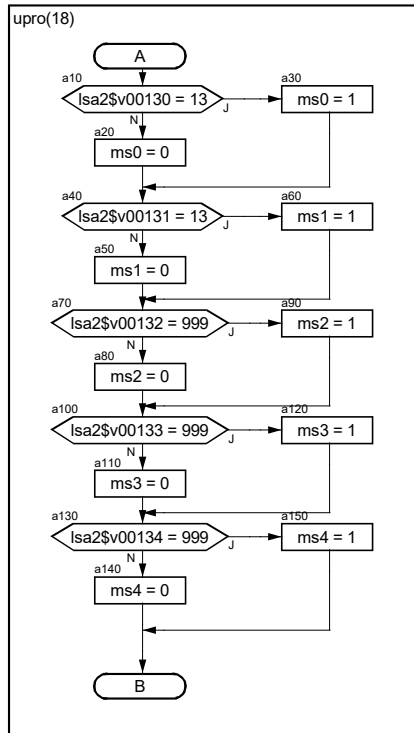 upro(18)
A
a10
lsa2$v00130 = 13
J
N
a30
ms0 = 1
a20
ms0 = 0
a40
lsa2$v00131 = 13
J
N
a60
ms1 = 1
a50
ms1 = 0
a70
lsa2$v00132 = 999
J
N
a90
ms2 = 1
a80
ms2 = 0
a100
lsa2$v00133 = 999
J
N
a120
ms3 = 1
a110
ms3 = 0
a130
lsa2$v00134 = 999
J
N
a150
ms4 = 1
a140
ms4 = 0
B